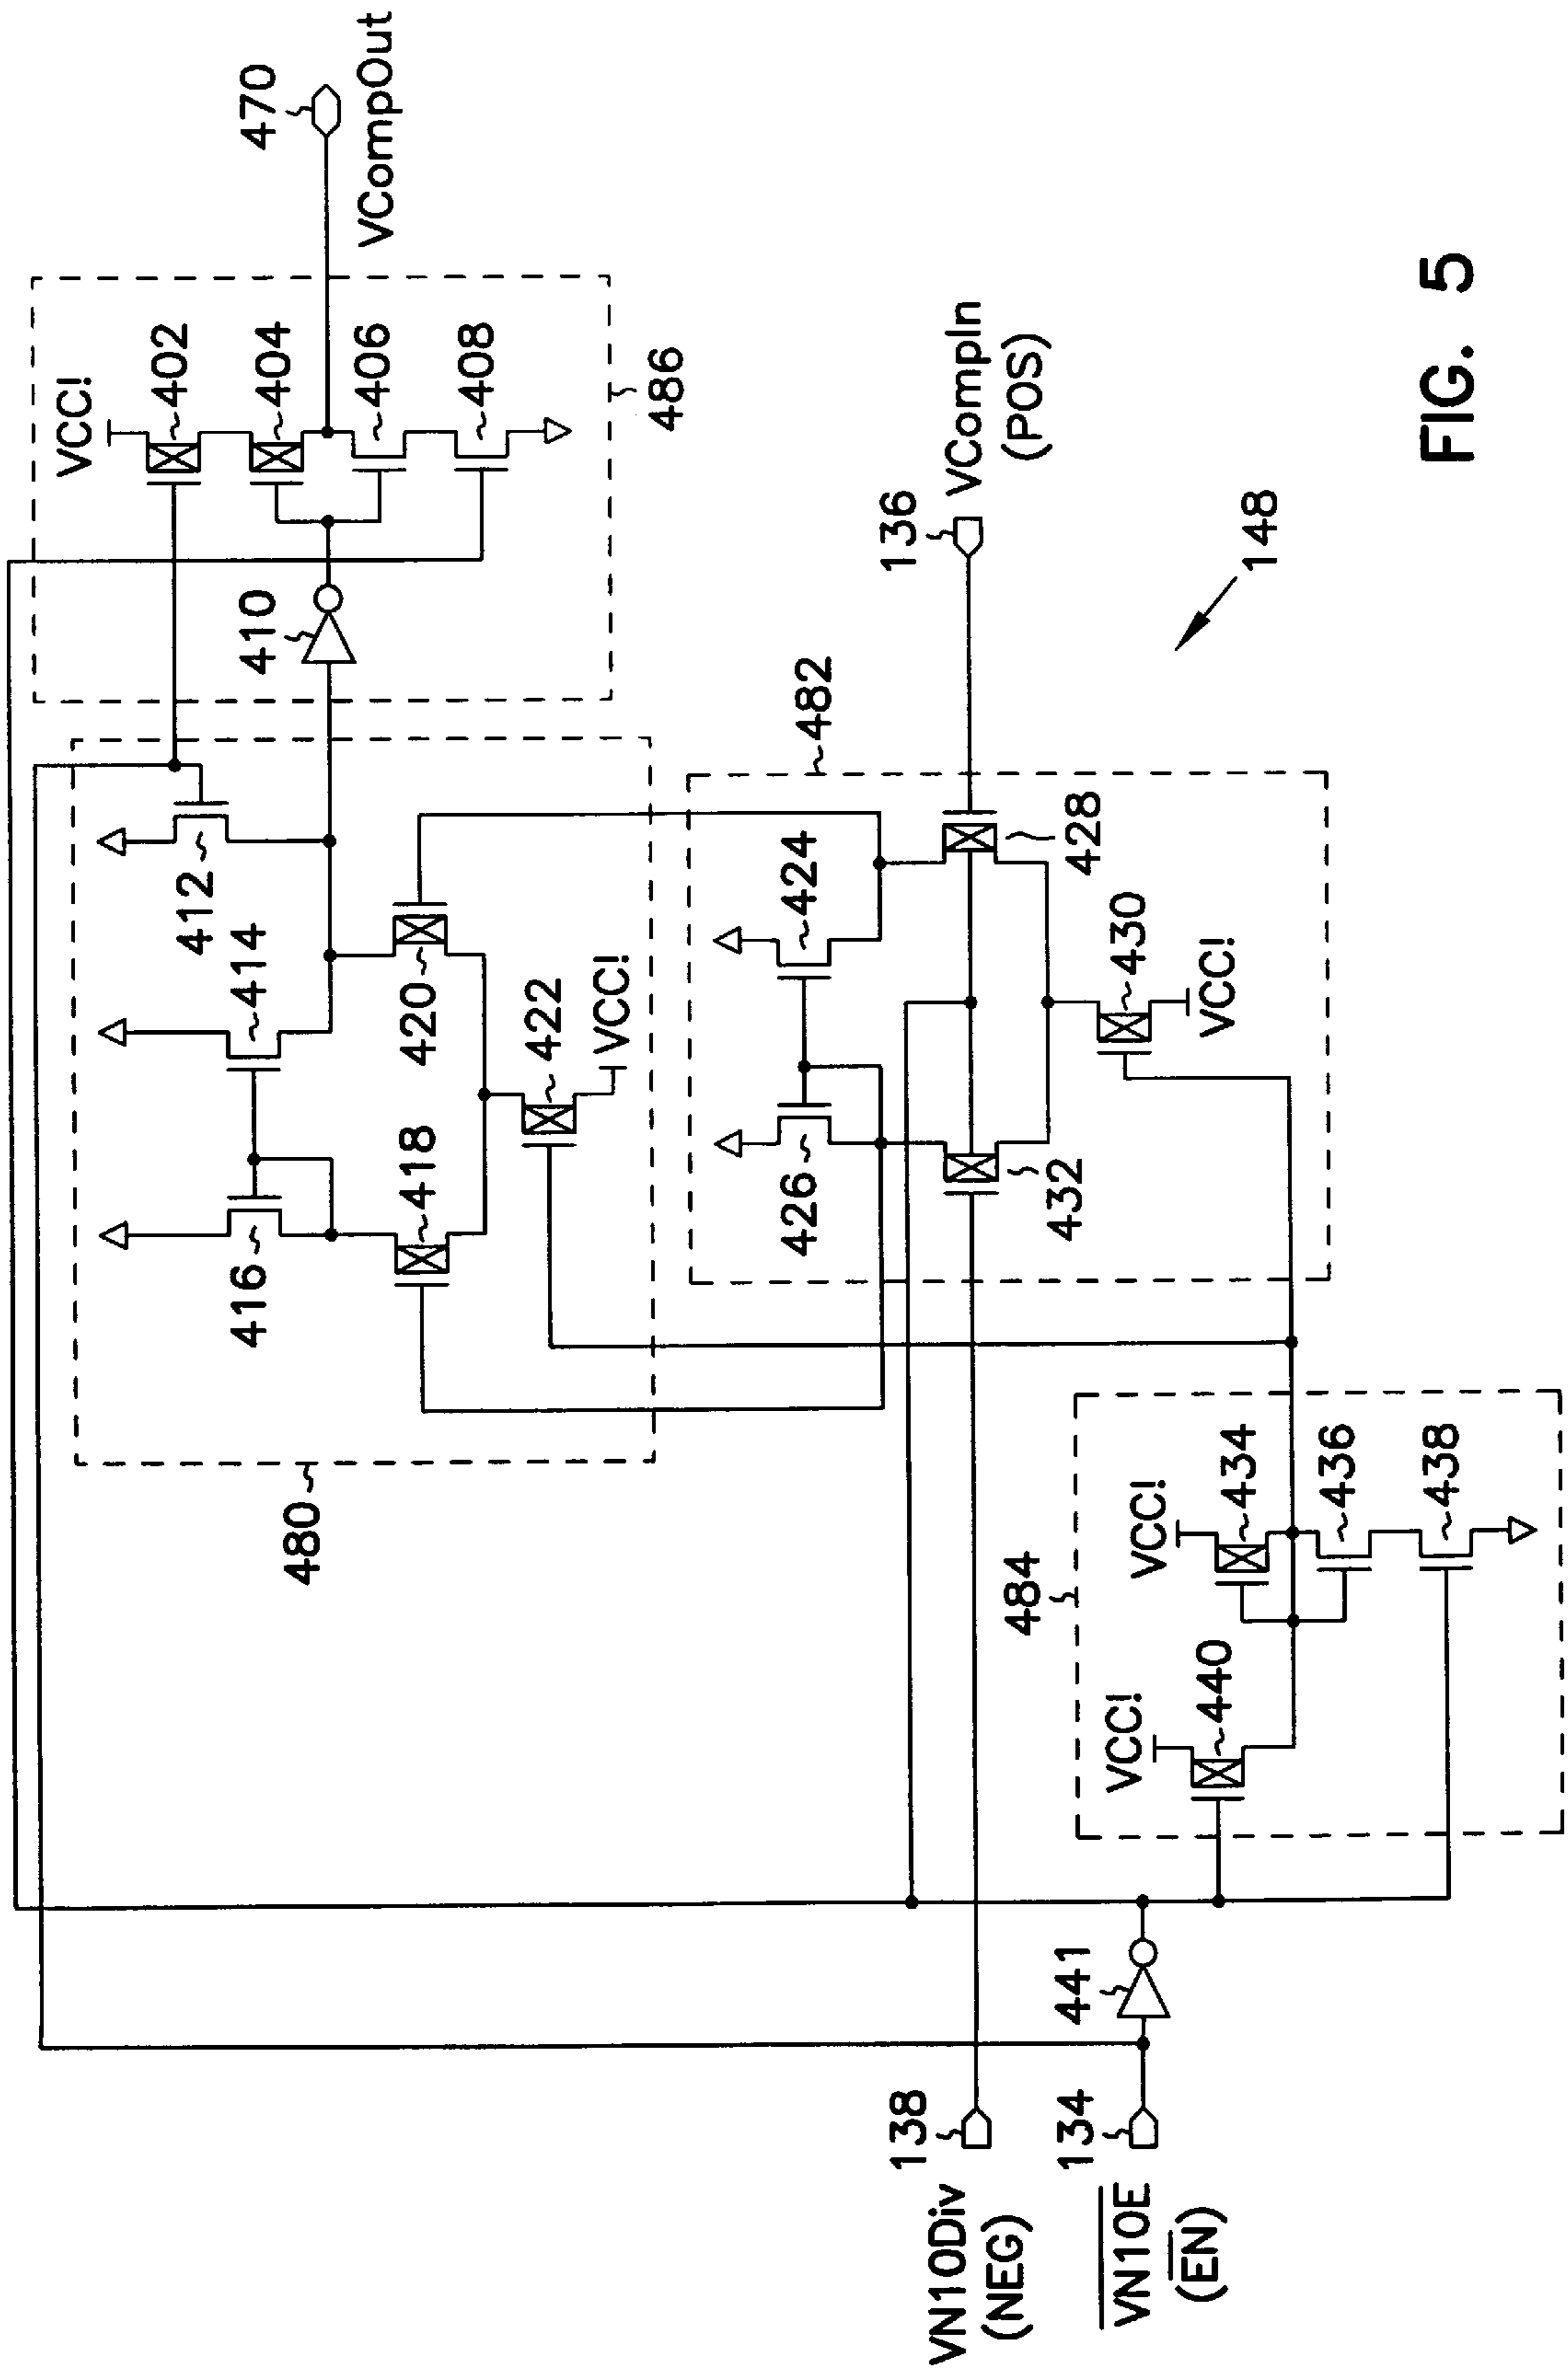 470
VCompOut
VCC!
402
404
406
408
486
410
412
414
416
418
420
422
VCC!
480
136
VCompIn
(POS)
148
482
424
426
428
430
432
VCC!
484
VCC!
434
436
438
VCC!
440
441
138
VN10Div
(NEG)
134
VN10E
(EN)
FIG. 5